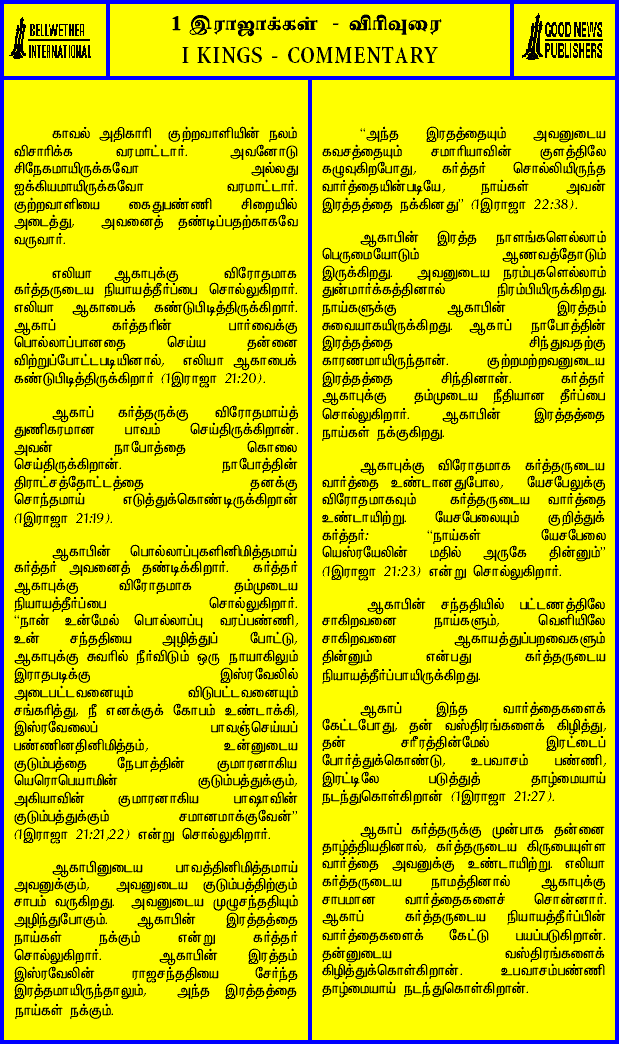 BELLWETHER
INTERNATIONAL
1 இராஜாக்கள் - விரிவுரை
I KINGS - COMMENTARY
GOOD NEWS
PUBLISHERS
காவல் அதிகாரி குற்றவாளியின் நலம்
விசாரிக்க வரமாட்டார். அவனோடு
சிநேகமாயிருக்கவோ அல்லது
ஐக்கியமாயிருக்கவோ வரமாட்டார்.
குற்றவாளியை கைதுபண்ணி சிறையில்
அடைத்து, அவனைத் தண்டிப்பதற்காகவே
வருவார்.
எலியா ஆகாபுக்கு விரோதமாக
கர்த்தருடைய நியாயத்தீர்ப்பை சொல்லுகிறார்.
எலியா ஆகாபைக் கண்டுபிடித்திருக்கிறார்.
ஆகாப் கர்த்தரின் பார்வைக்கு
பொல்லாப்பானதை செய்ய தன்னை
விற்றுப்போட்டபடியினால், எலியா ஆகாபைக்
கண்டுபிடித்திருக்கிறார் (1இராஜா 21:20).
ஆகாப் கர்த்தருக்கு விரோதமாய்த்
துணிகரமான பாவம் செய்திருக்கிறான்.
அவன் நாபோத்தை கொலை
செய்திருக்கிறான். நாபோத்தின்
திராட்சத்தோட்டத்தை தனக்கு
சொந்தமாய் எடுத்துக்கொண்டிருக்கிறான்
(1இராஜா 21:19).
ஆகாபின் பொல்லாப்புகளினிமித்தமாய்
கர்த்தர் அவனைத் தண்டிக்கிறார். கர்த்தர்
ஆகாபுக்கு விரோதமாக தம்முடைய
நியாயத்தீர்ப்பை சொல்லுகிறார்.
“நான் உன்மேல் பொல்லாப்பு வரப்பண்ணி,
உன் சந்ததியை அழித்துப் போட்டு,
ஆகாபுக்கு சுவரில் நீர்விடும் ஒரு நாயாகிலும்
இராதபடிக்கு இஸ்ரவேலில்
அடைபட்டவனையும் விடுபட்டவனையும்
சங்கரித்து, நீ எனக்குக் கோபம் உண்டாக்கி,
இஸ்ரவேலைப் பாவஞ்செய்யப்
பண்ணினதினிமித்தம், உன்னுடைய
குடும்பத்தை நேபாத்தின் குமாரனாகிய
யெரொபெயாமின் குடும்பத்துக்கும்,
அகியாவின் குமாரனாகிய பாஷாவின்
குடும்பத்துக்கும் சமானமாக்குவேன்”
(1இராஜா 21:21,22) என்று சொல்லுகிறார்.
ஆகாபினுடைய பாவத்தினிமித்தமாய்
அவனுக்கும், அவனுடைய குடும்பத்திற்கும்
சாபம் வருகிறது. அவனுடைய முழுசந்ததியும்
அழிந்துபோகும். ஆகாபின் இரத்தத்தை
நாய்கள் நக்கும் என்று கர்த்தர்
சொல்லுகிறார். ஆகாபின் இரத்தம்
இஸ்ரவேலின் ராஜசந்ததியை சேர்ந்த
இரத்தமாயிருந்தாலும், அந்த இரத்தத்தை
நாய்கள் நக்கும்.
“அந்த இரதத்தையும் அவனுடைய
கவசத்தையும் சமாரியாவின் குளத்திலே
கழுவுகிறபோது, கர்த்தர் சொல்லியிருந்த
வார்த்தையின்படியே, நாய்கள் அவன்
இரத்தத்தை நக்கினது” (1இராஜா 22:38).
ஆகாபின் இரத்த நாளங்களெல்லாம்
பெருமையோடும் ஆணவத்தோடும்
இருக்கிறது. அவனுடைய நரம்புகளெல்லாம்
துன்மார்க்கத்தினால் நிரம்பியிருக்கிறது.
நாய்களுக்கு ஆகாபின் இரத்தம்
சுவையாகயிருக்கிறது. ஆகாப் நாபோத்தின்
இரத்தத்தை சிந்துவதற்கு
காரணமாயிருந்தான். குற்றமற்றவனுடைய
இரத்தத்தை சிந்தினான். கர்த்தர்
ஆகாபுக்கு தம்முடைய நீதியான தீர்ப்பை
சொல்லுகிறார். ஆகாபின் இரத்தத்தை
நாய்கள் நக்குகிறது.
ஆகாபுக்கு விரோதமாக கர்த்தருடைய
வார்த்தை உண்டானதுபோல, யேசபேலுக்கு
விரோதமாகவும் கர்த்தருடைய வார்த்தை
உண்டாயிற்று. யேசபேலையும் குறித்துக்
கர்த்தர்: “நாய்கள் யேசபேலை
யெஸ்ரயேலின் மதில் அருகே தின்னும்”
(1இராஜா 21:23) என்று சொல்லுகிறார்.
ஆகாபின் சந்ததியில் பட்டணத்திலே
சாகிறவனை நாய்களும், வெளியிலே
சாகிறவனை ஆகாயத்துப்பறவைகளும்
தின்னும் என்பது கர்த்தருடைய
நியாயத்தீர்ப்பாயிருக்கிறது.
ஆகாப் இந்த வார்த்தைகளைக்
கேட்டபோது, தன் வஸ்திரங்களைக் கிழித்து,
தன் சரீரத்தின்மேல் இரட்டைப்
போர்த்துக்கொண்டு, உபவாசம் பண்ணி,
இரட்டிலே படுத்துத் தாழ்மையாய்
நடந்துகொள்கிறான் (1இராஜா 21:27).
ஆகாப் கர்த்தருக்கு முன்பாக தன்னை
தாழ்த்தியதினால், கர்த்தருடைய கிருபையுள்ள
வார்த்தை அவனுக்கு உண்டாயிற்று. எலியா
கர்த்தருடைய நாமத்தினால் ஆகாபுக்கு
சாபமான வார்த்தைகளைச் சொன்னார்.
ஆகாப் கர்த்தருடைய நியாயத்தீர்ப்பின்
வார்த்தைகளைக் கேட்டு பயப்படுகிறான்.
தன்னுடைய வஸ்திரங்களைக்
கிழித்துக்கொள்கிறான். உபவாசம்பண்ணி
தாழ்மையாய் நடந்துகொள்கிறான்.